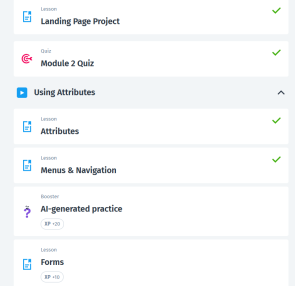 Lesson
Landing Page Project
Quiz
Module 2 Quiz
Using Attributes
Lesson
Attributes
Lesson
Menus & Navigation
Booster
AI-generated practice
XP +20
Lesson
Forms
XP +10